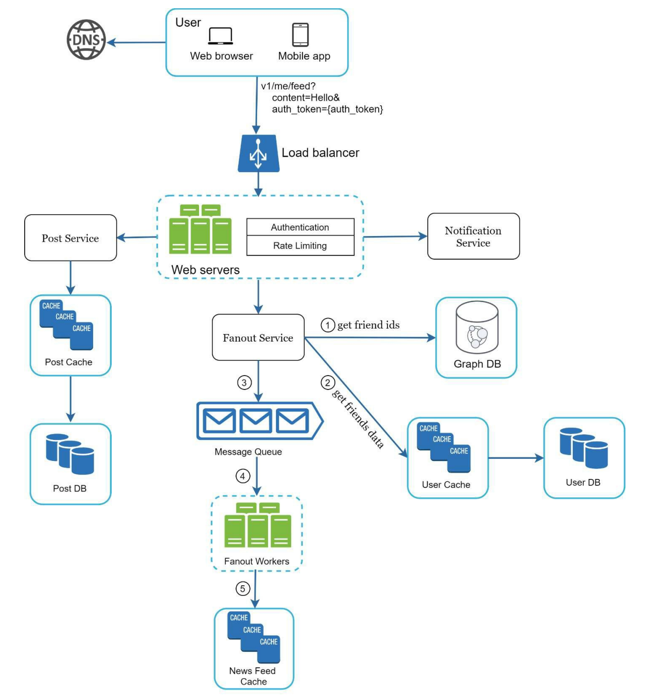 DNS
User
Web browser
Mobile app
v1/me/feed?
content=Hello&
auth_token={auth_token}
Load balancer
Post Service
Authentication
Rate Limiting
Web servers
Notification
Service
CACHE
CACHE
CACHE
Post Cache
Fanout Service
1 get friend ids
Graph DB
2
get friends data
3
Message Queue
Post DB
CACHE
CACHE
CACHE
User Cache
User DB
4
Fanout Workers
5
CACHE
CACHE
CACHE
News Feed
Cache